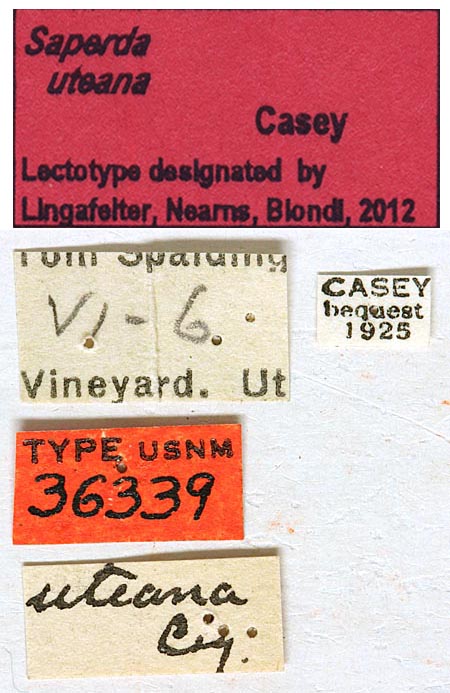 Saperda
uteana
Casey
Lectotype designated by
Lingafelter, Nearns, Biondi, 2012
Tom Spalding
VI-6
Vineyard. Ut
CASEY
bequest
1925
TYPE USNM
36339
uteana
Csy.